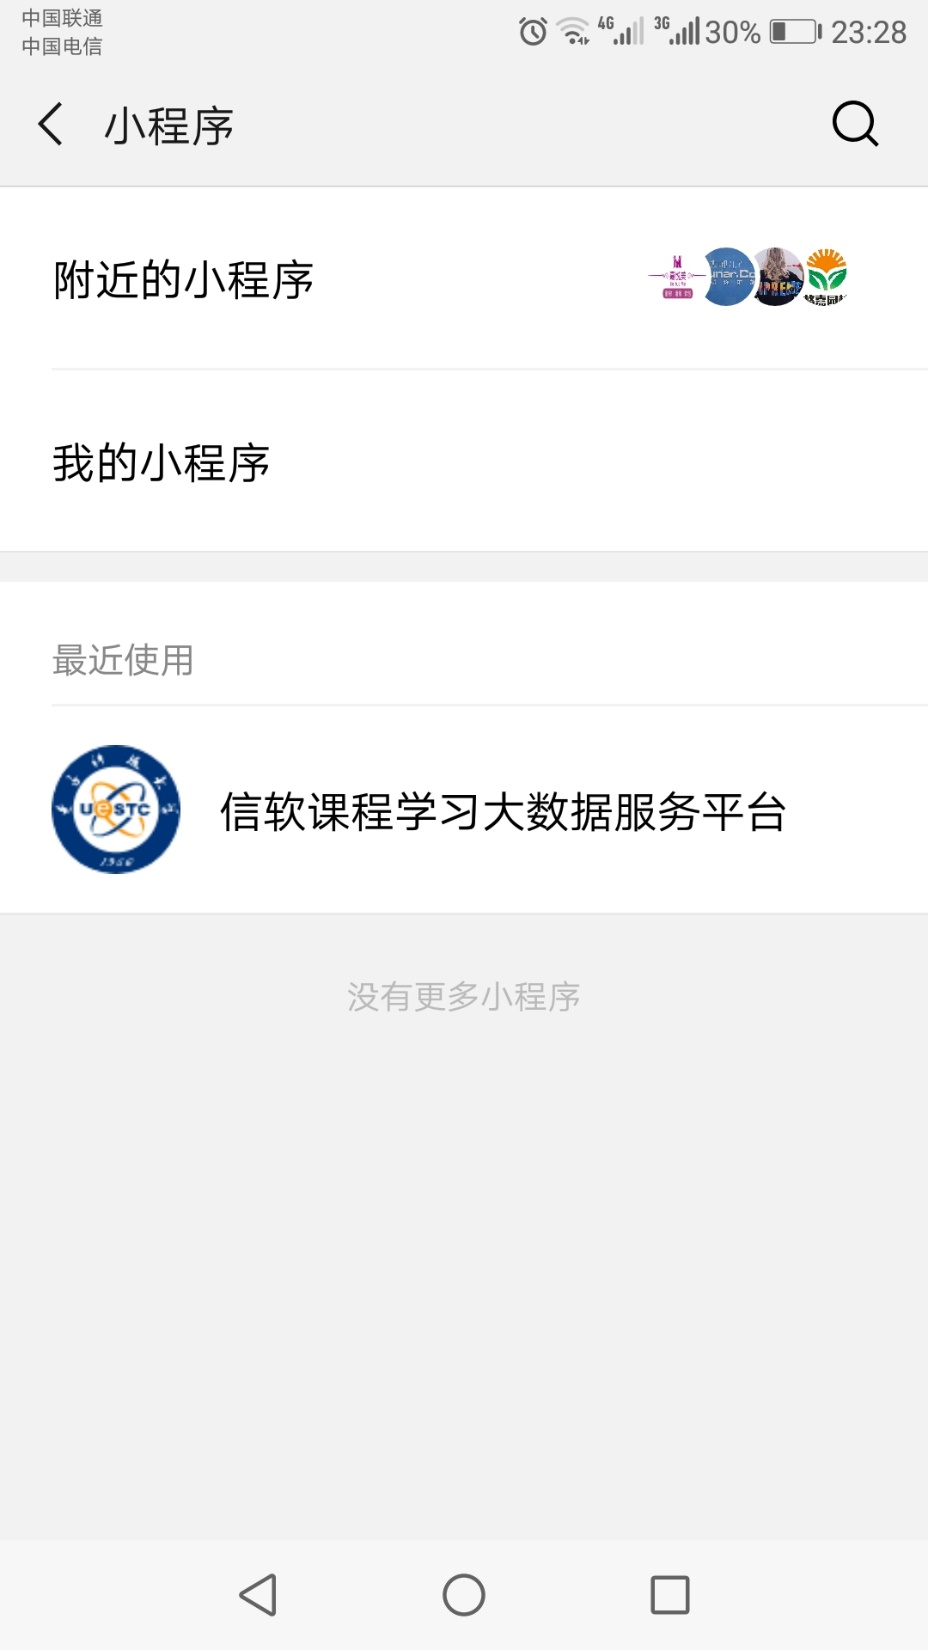 中国联通
中国电信
4G
3G
30%
23:28
小程序
附近的小程序
我的小程序
最近使用
UESTC
1956
信软课程学习大数据服务平台
没有更多小程序